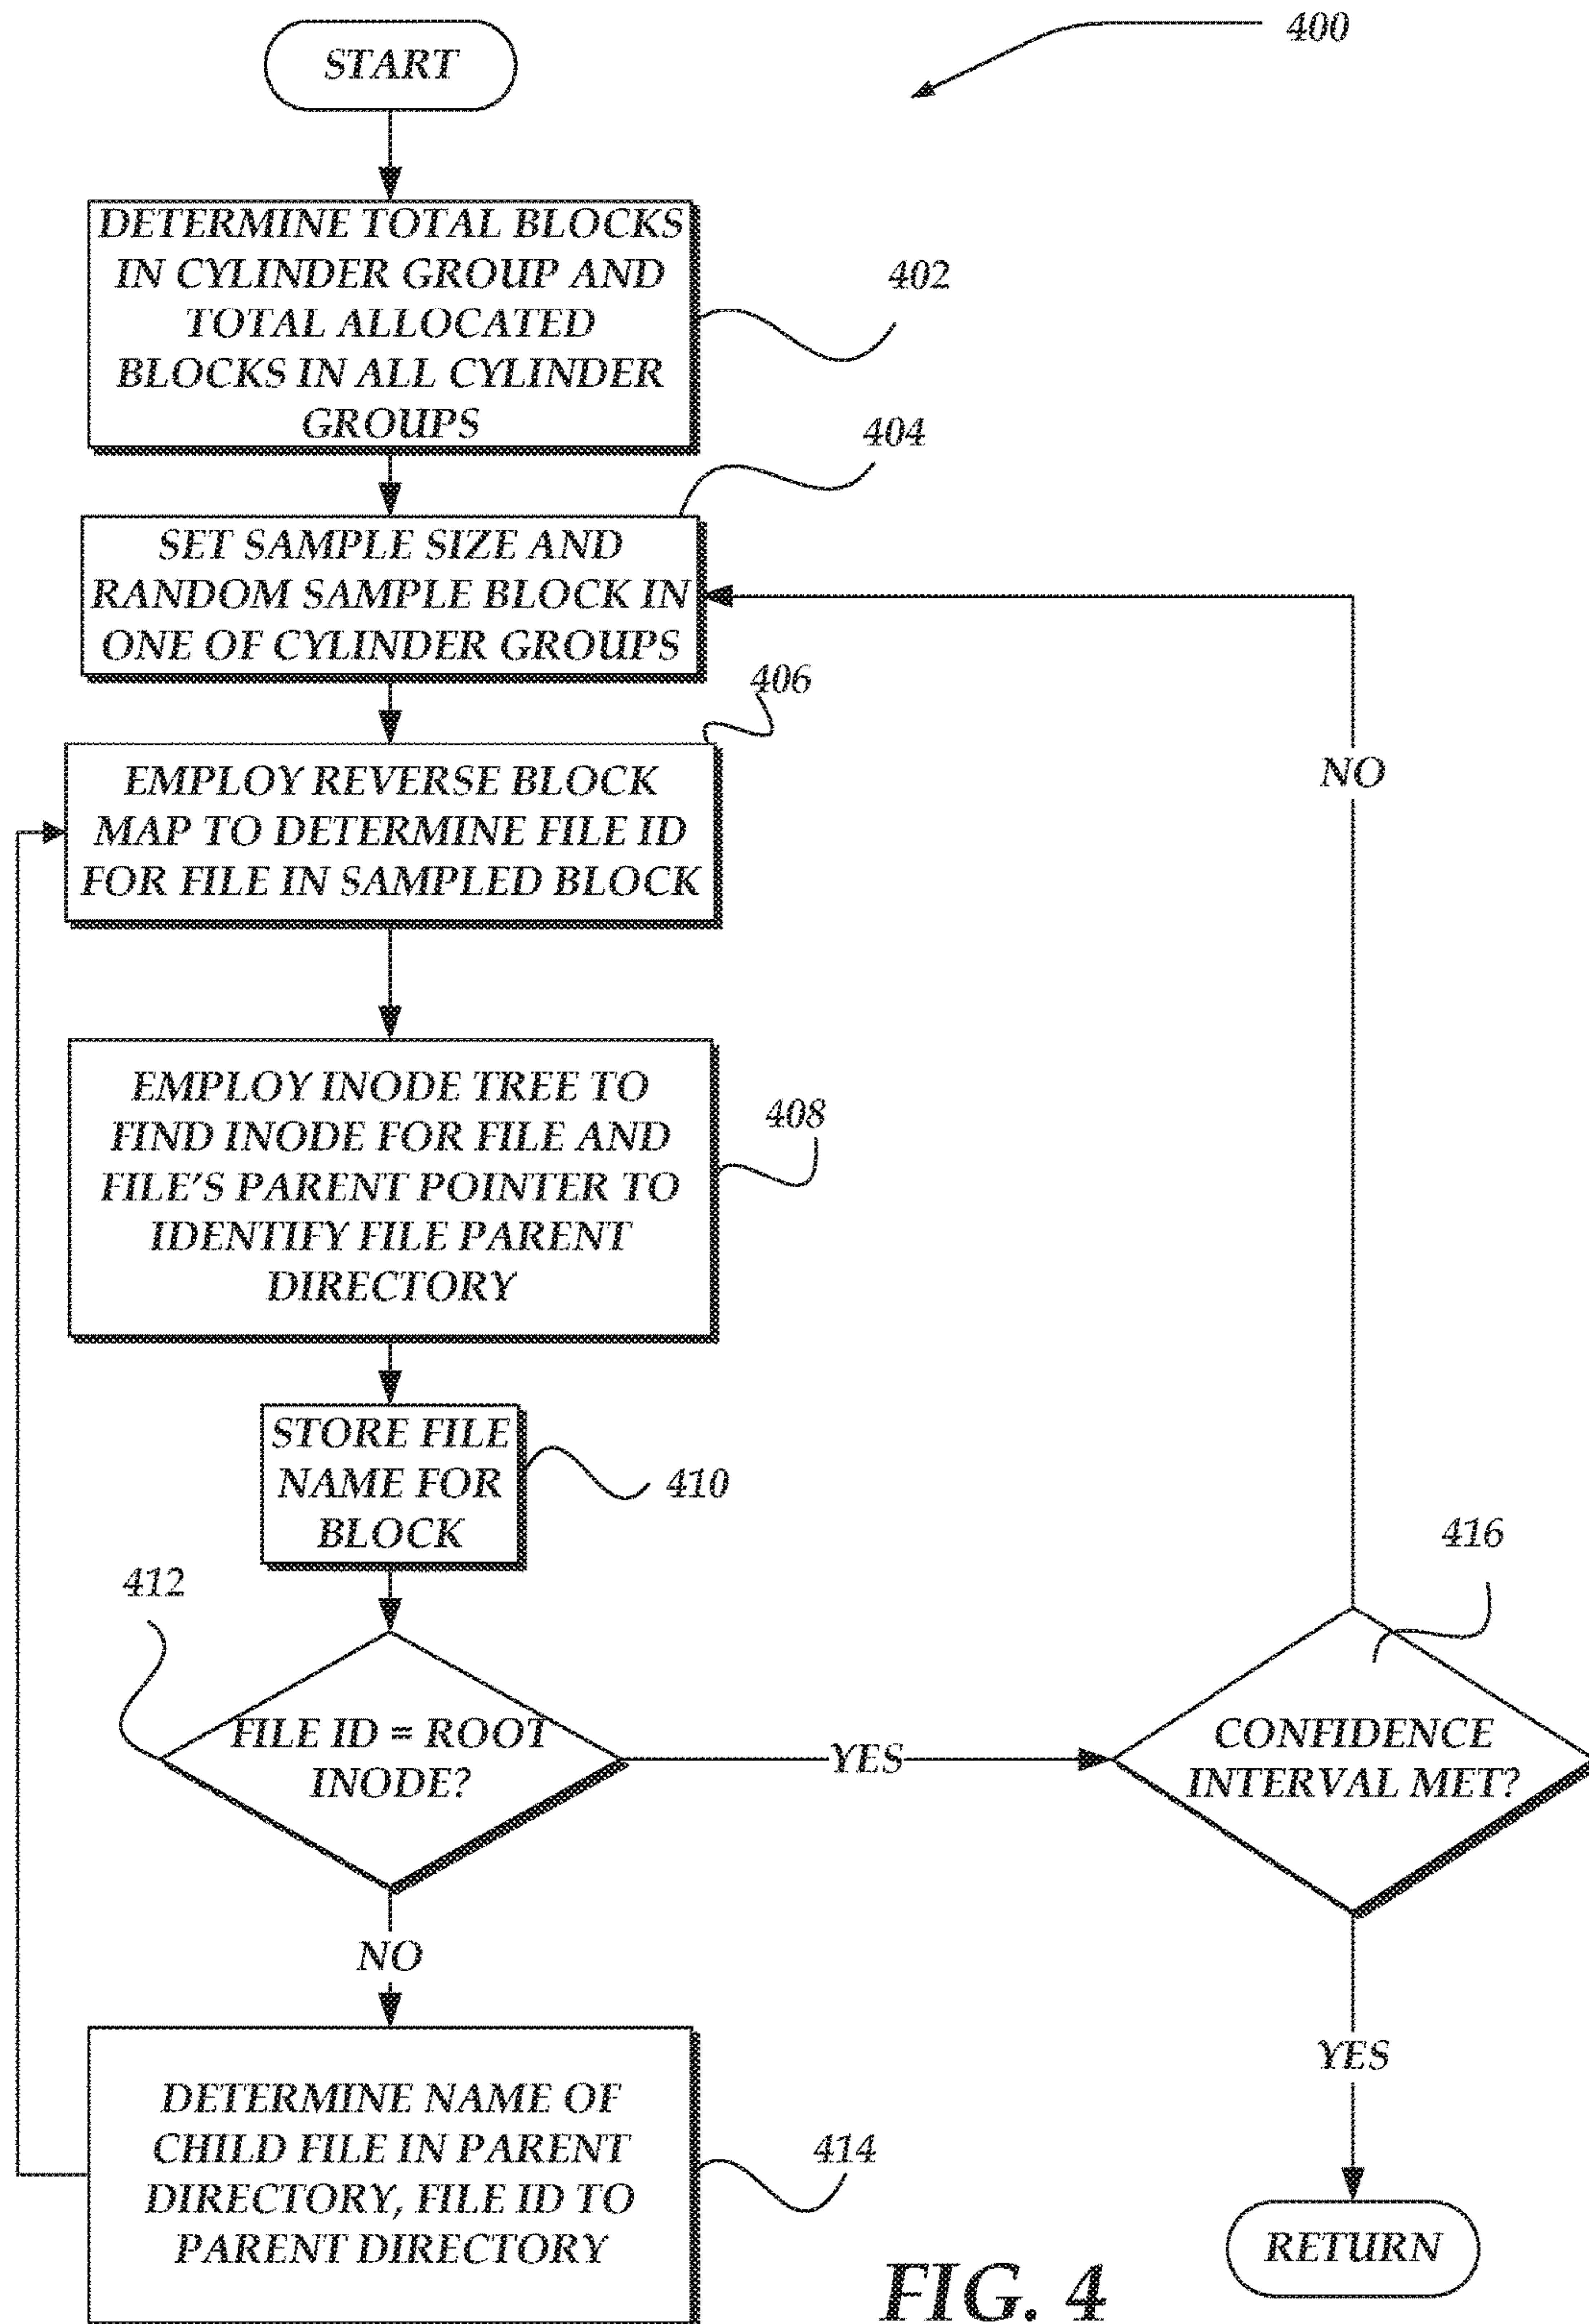 START
400
DETERMINE TOTAL BLOCKS
IN CYLINDER GROUP AND
TOTAL ALLOCATED
BLOCKS IN ALL CYLINDER
GROUPS
402
404
SET SAMPLE SIZE AND
RANDOM SAMPLE BLOCK IN
ONE OF CYLINDER GROUPS
406
EMPLOY REVERSE BLOCK
MAP TO DETERMINE FILE ID
FOR FILE IN SAMPLED BLOCK
NO
EMPLOY INODE TREE TO
FIND INODE FOR FILE AND
FILE'S PARENT POINTER TO
IDENTIFY FILE PARENT
DIRECTORY
408
STORE FILE
NAME FOR
BLOCK
410
412
FILE ID = ROOT
INODE?
YES
416
CONFIDENCE
INTERVAL MET?
NO
YES
DETERMINE NAME OF
CHILD FILE IN PARENT
DIRECTORY, FILE ID TO
PARENT DIRECTORY
414
RETURN
FIG. 4